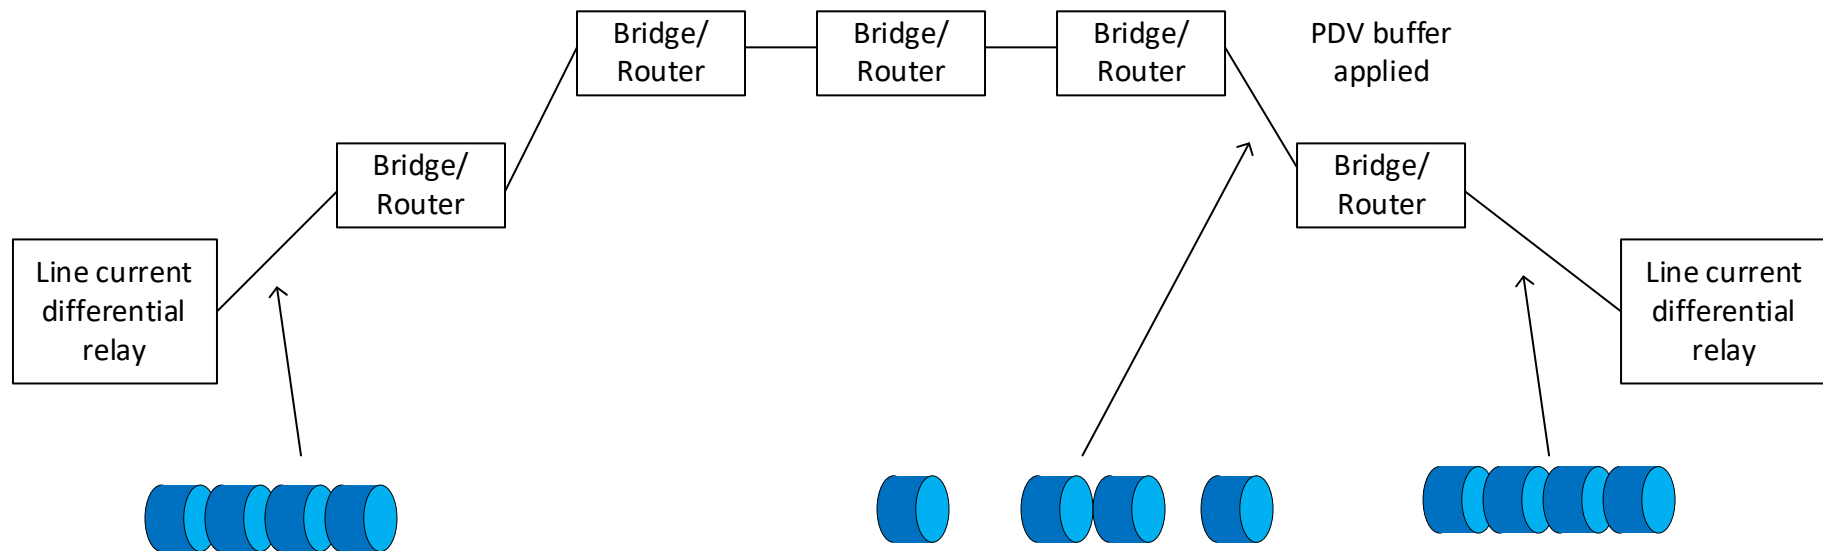 Bridge/
Router
Bridge/
Router
Bridge/
Router
PDV buffer
applied
Bridge/
Router
Bridge/
Router
Line current
differential
relay
Line current
differential
relay